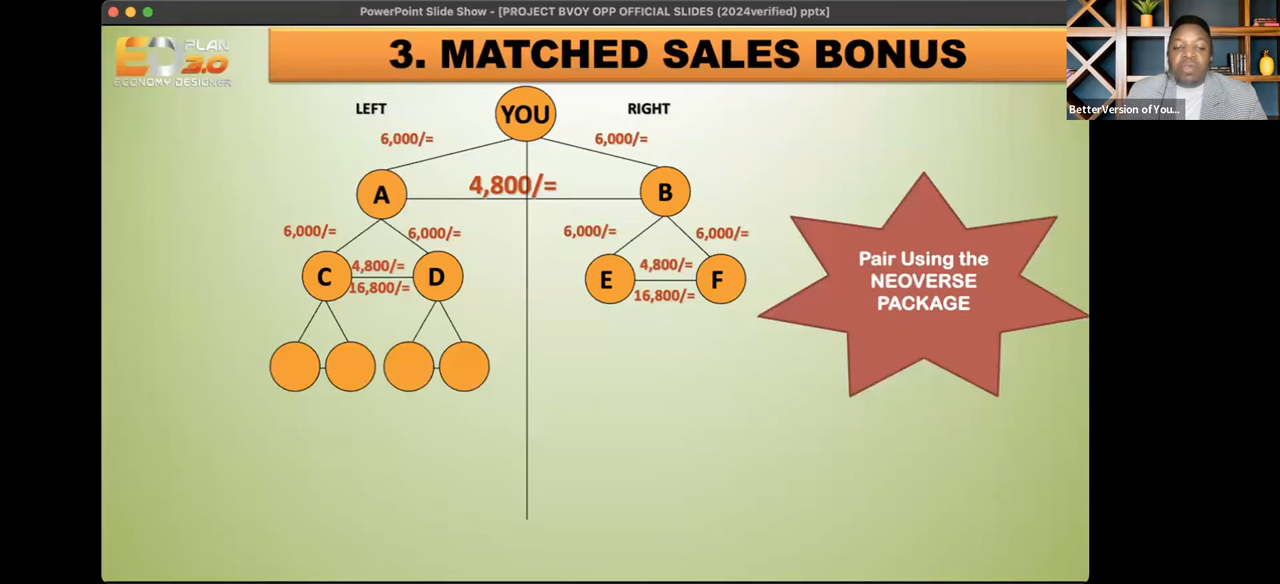 PowerPoint Slide Show - [PROJECT BVOY OPP OFFICIAL SLIDES (2024verified) pptx]
ED PLAN 3.0
ECONOMY DESIGNER
3. MATCHED SALES BONUS
BetterVersion of You...
LEFT
YOU
RIGHT
6,000/=
6,000/=
A
4,800/=
B
6,000/=
6,000/=
6,000/=
6,000/=
C
4,800/=
16,800/=
D
E
4,800/=
16,800/=
F
Pair Using the
NEOVERSE
PACKAGE